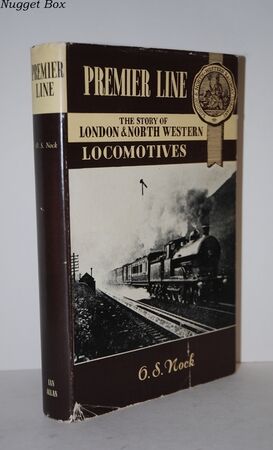 Nugget Box
PREMIER
LINE
O. S. Nock
IAN
ALLAN
PREMIER LINE
THE STORY OF
LONDON & NORTH WESTERN
LOCOMOTIVES
O. S. Nock